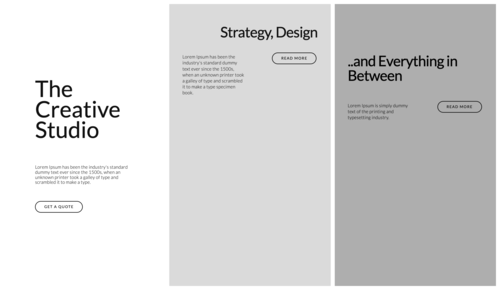 The
Creative
Studio
Lorem Ipsum has been the industry's standard
dummy text ever since the 1500s, when an
unknown printer took a galley of type and
scrambled it to make a type.
GET A QUOTE
Strategy, Design
Lorem Ipsum has been the
industry's standard dummy
text ever since the 1500s,
when an unknown printer took
a galley of type and scrambled
it to make a type specimen
book.
READ MORE
..and Everything in
Between
Lorem Ipsum is simply dummy
text of the printing and
typesetting industry.
READ MORE